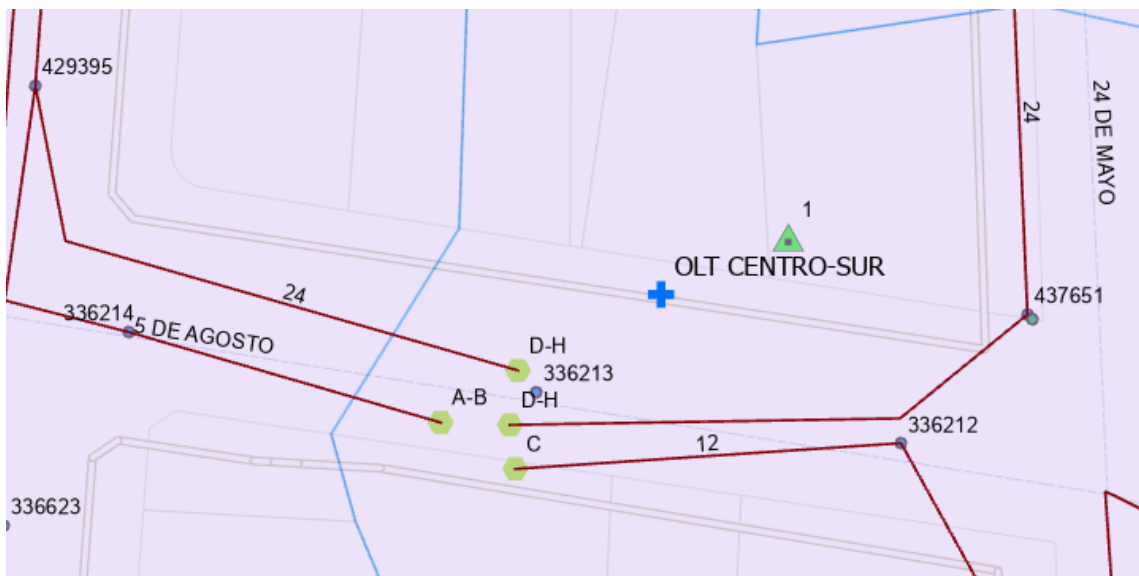 429395
24
24 DE MAYO
1
OLT CENTRO-SUR
24
437651
336214
5 DE AGOSTO
D-H
336213
A-B
D-H
336212
C
12
336623